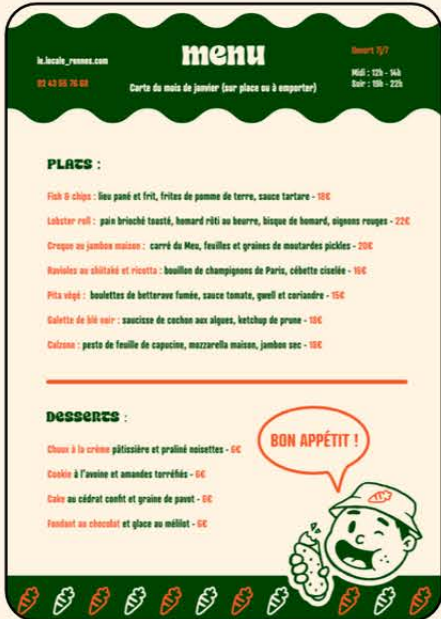 le.locale_rennes.com
02 43 55 76 68
menu
Carte du mois de janvier (sur place ou à emporter)
Ouvert 7j/7
Midi : 12h - 14h
Soir : 19h - 22h
PLATS :
Fish & chips : lieu pané et frit, frites de pomme de terre, sauce tartare - 18€
Lobster roll : pain brioché toasté, homard rôti au beurre, bisque de homard, oignons rouges - 22€
Croque au jambon maison : carré du Meu, feuilles et graines de moutardes pickles - 20€
Ravioles au shiitaké et ricotta : bouillon de champignons de Paris, cébette ciselée - 16€
Pita végé : boulettes de betterave fumée, sauce tomate, gwell et coriandre - 15€
Galette de blé noir : saucisse de cochon aux algues, ketchup de prune - 18€
Calzone : pesto de feuille de capucine, mozzarella maison, jambon sec - 18€
DESSERTS :
Choux à la crème pâtissière et praliné noisettes - 6€
Cookie à l'avoine et amandes torréfiés - 6€
Cake au cédrat confit et graine de pavot - 6€
Fondant au chocolat et glace au mélilot - 6€
BON APPÉTIT !